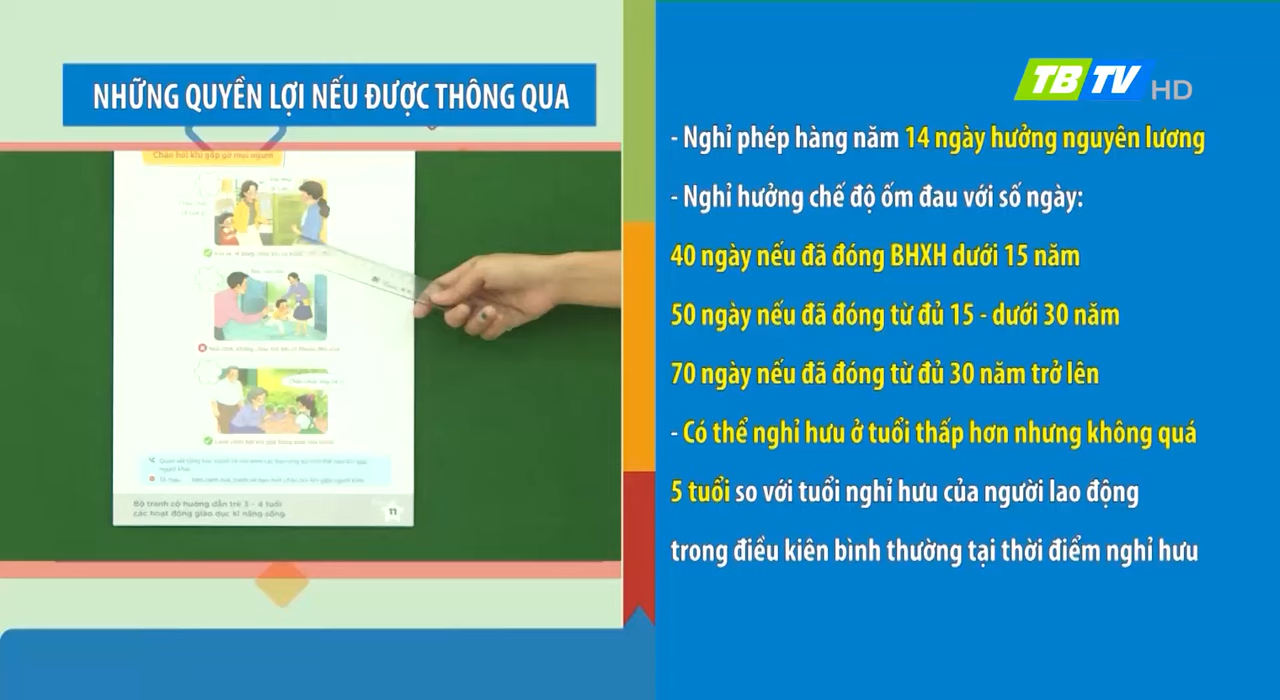 NHỮNG QUYỀN LỢI NẾU ĐƯỢC THÔNG QUA
TBTV HD
- Nghỉ phép hàng năm 14 ngày hưởng nguyên lương
- Nghỉ hưởng chế độ ốm đau với số ngày:
40 ngày nếu đã đóng BHXH dưới 15 năm
50 ngày nếu đã đóng từ đủ 15 - dưới 30 năm
70 ngày nếu đã đóng từ đủ 30 năm trở lên
- Có thể nghỉ hưu ở tuổi thấp hơn nhưng không quá
5 tuổi so với tuổi nghỉ hưu của người lao động
trong điều kiên bình thường tại thời điểm nghỉ hưu
Chào hỏi khi gặp gỡ mọi người
Bộ tranh có hướng dẫn trẻ 3 - 4 tuổi
các hoạt động giáo dục kĩ năng sống
11